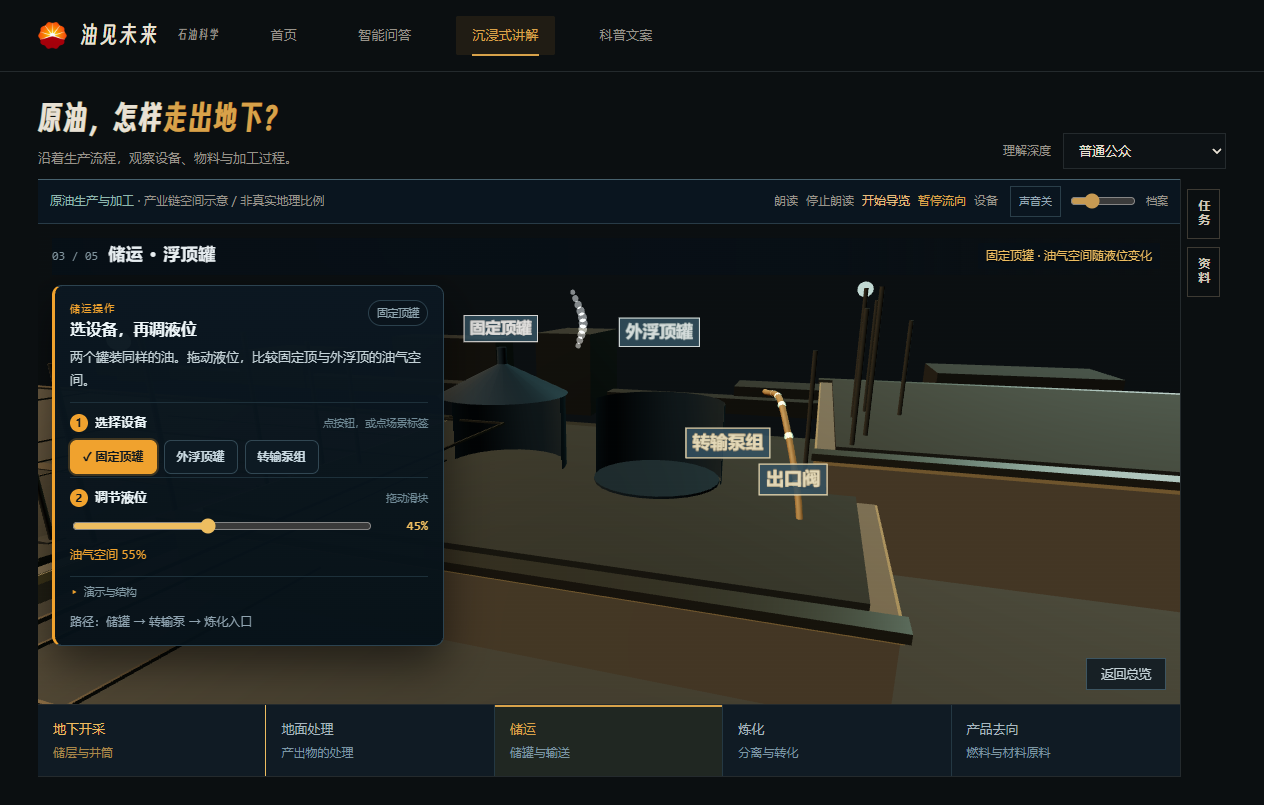 油见未来 石油科学 首页 智能问答 沉浸式讲解 科普文案
原油，怎样走出地下？
沿着生产流程，观察设备、物料与加工过程。
理解深度 普通公众
原油生产与加工 · 产业链空间示意 / 非真实地理比例
朗读 停止朗读 开始导览 暂停流向 设备 声音关 档案
任务
资料
03 / 05 储运 • 浮顶罐
固定顶罐 · 油气空间随液位变化
储运操作
固定顶罐
选设备，再调液位
两个罐装同样的油。拖动液位，比较固定顶与外浮顶的油气空
间。
1 选择设备 点按钮，或点场景标签
✓ 固定顶罐 外浮顶罐 转输泵组
2 调节液位 拖动滑块
45%
油气空间 55%
▸ 演示与结构
路径：储罐 → 转输泵 → 炼化入口
固定顶罐
外浮顶罐
转输泵组
出口阀
返回总览
地下开采
储层与井筒
地面处理
产出物的处理
储运
储罐与输送
炼化
分离与转化
产品去向
燃料与材料原料